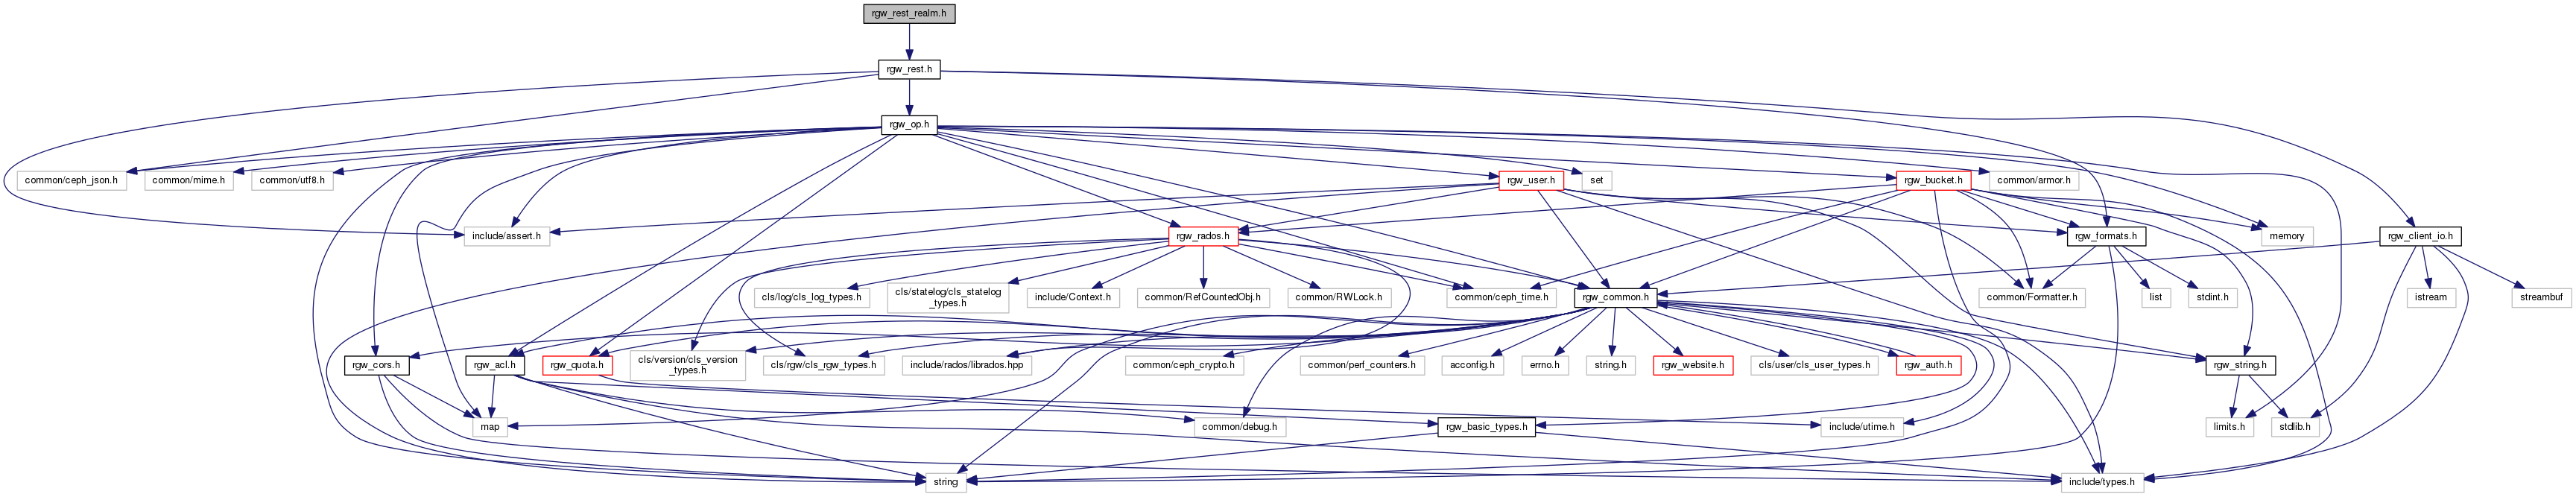 rgw_rest_realm.h
rgw_rest.h
rgw_op.h
common/ceph_json.h
common/mime.h
common/utf8.h
rgw_user.h
set
rgw_bucket.h
common/armor.h
include/assert.h
rgw_rados.h
rgw_formats.h
memory
rgw_client_io.h
cls/log/cls_log_types.h
cls/statelog/cls_statelog
_types.h
include/Context.h
common/RefCountedObj.h
common/RWLock.h
common/ceph_time.h
rgw_common.h
common/Formatter.h
list
stdint.h
istream
streambuf
rgw_cors.h
rgw_acl.h
rgw_quota.h
cls/version/cls_version
_types.h
cls/rgw/cls_rgw_types.h
include/rados/librados.hpp
common/ceph_crypto.h
common/perf_counters.h
acconfig.h
errno.h
string.h
rgw_website.h
cls/user/cls_user_types.h
rgw_auth.h
rgw_string.h
map
common/debug.h
rgw_basic_types.h
include/utime.h
limits.h
stdlib.h
string
include/types.h